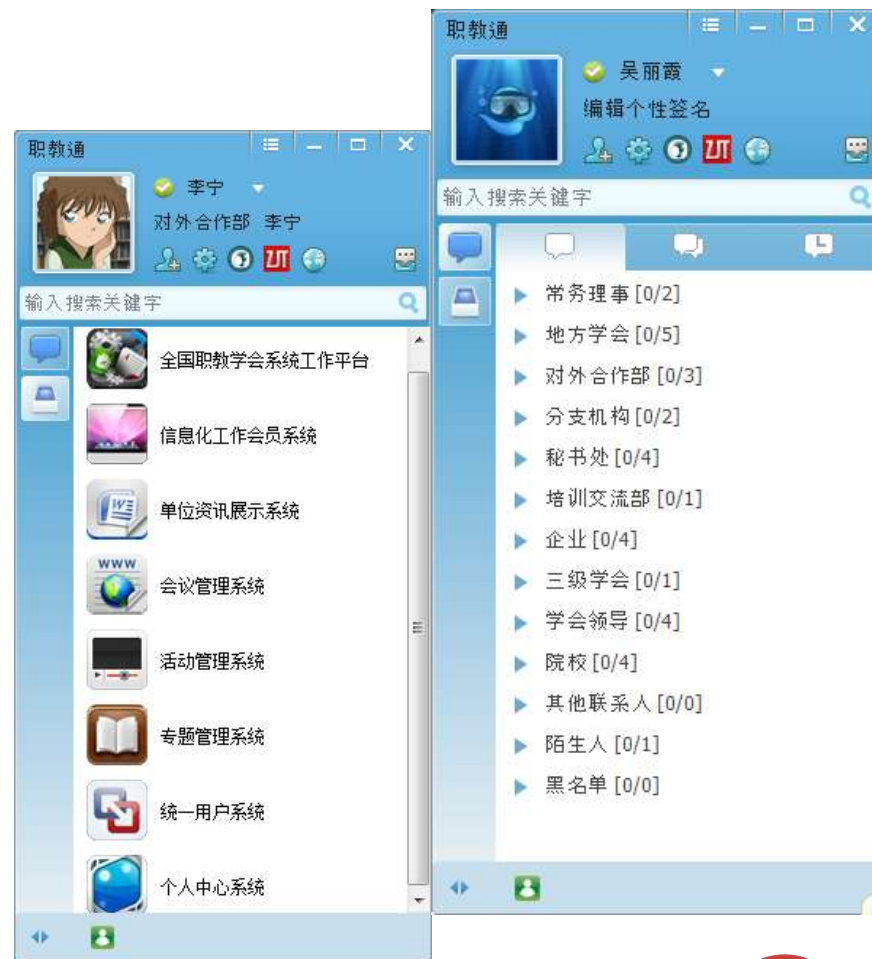 职教通
李宁
对外合作部 李宁
输入搜索关键字
全国职教学会系统工作平台
信息化工作会员系统
单位资讯展示系统
WWW
会议管理系统
活动管理系统
专题管理系统
统一用户系统
个人中心系统
职教通
吴丽霞
编辑个性签名
输入搜索关键字
常务理事 [0/2]
地方学会 [0/5]
对外合作部 [0/3]
分支机构 [0/2]
秘书处 [0/4]
培训交流部 [0/1]
企业 [0/4]
三级学会 [0/1]
学会领导 [0/4]
院校 [0/4]
其他联系人 [0/0]
陌生人 [0/1]
黑名单 [0/0]